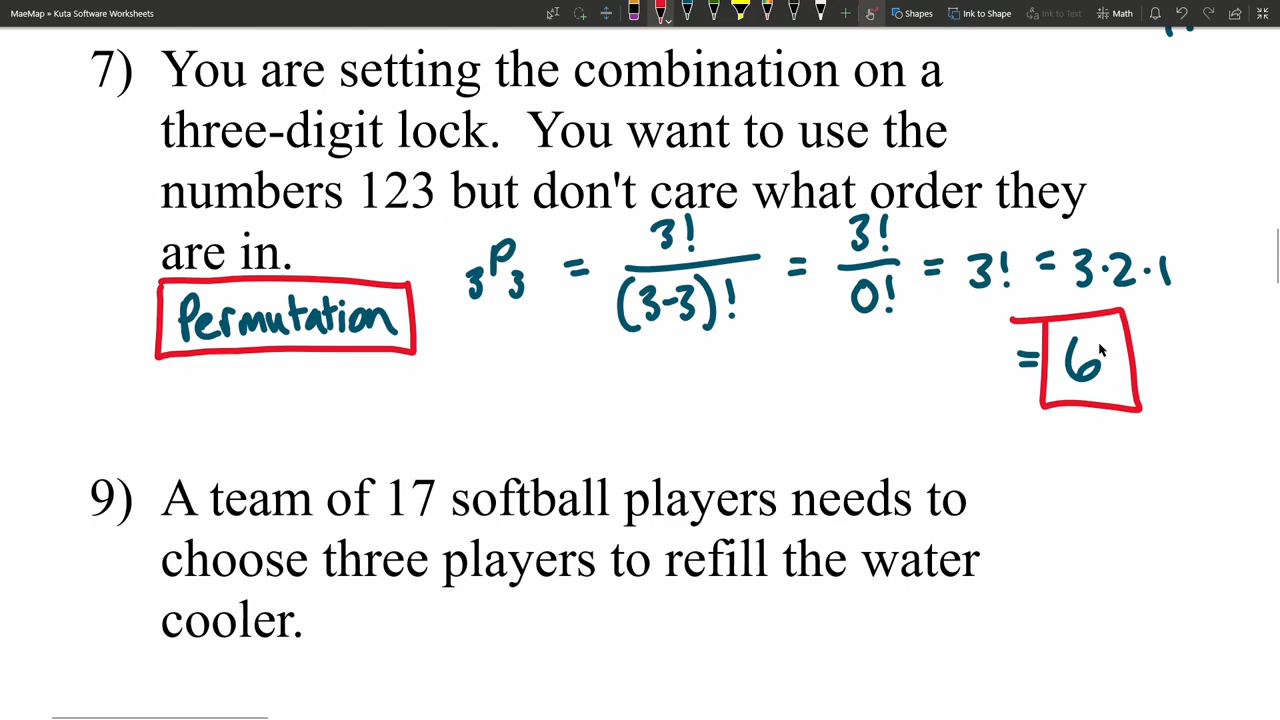 MaeMap » Kuta Software Worksheets
Shapes
Ink to Shape
Ink to Text
Math
7) You are setting the combination on a
three-digit lock. You want to use the
numbers 123 but don't care what order they
are in.
₃P₃ = 3!/(3-3)! = 3!/0! = 3! = 3·2·1
Permutation
= 6
9) A team of 17 softball players needs to
choose three players to refill the water
cooler.